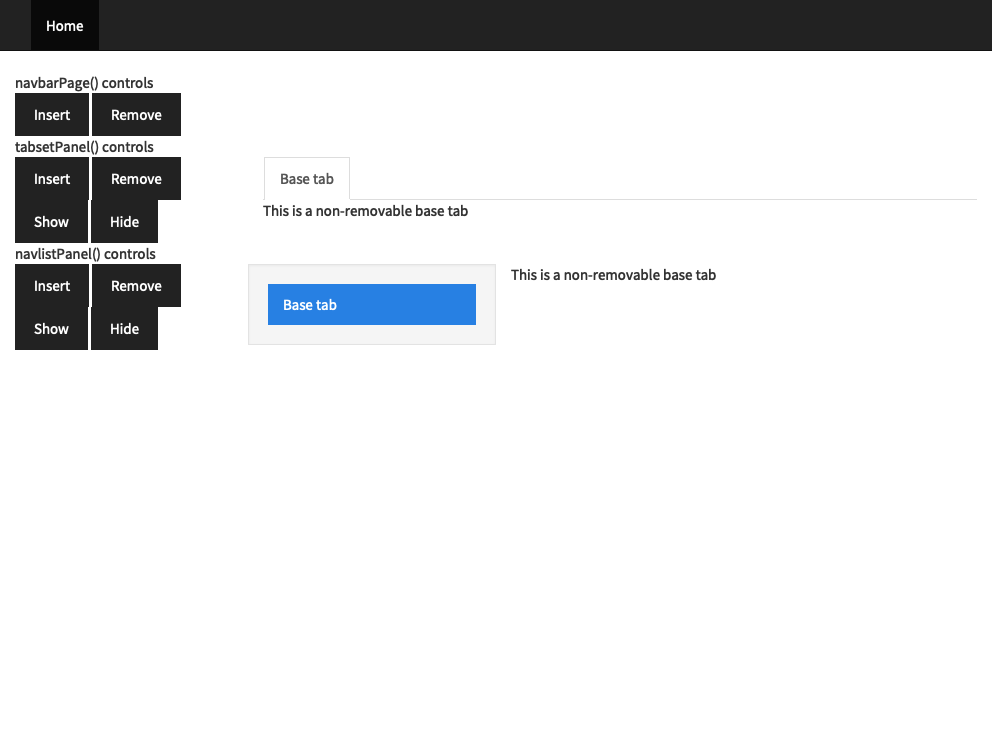 Home
navbarPage() controls
Insert Remove
tabsetPanel() controls
Insert Remove
Show Hide
Base tab
This is a non-removable base tab
navlistPanel() controls
Insert Remove
Show Hide
Base tab
This is a non-removable base tab